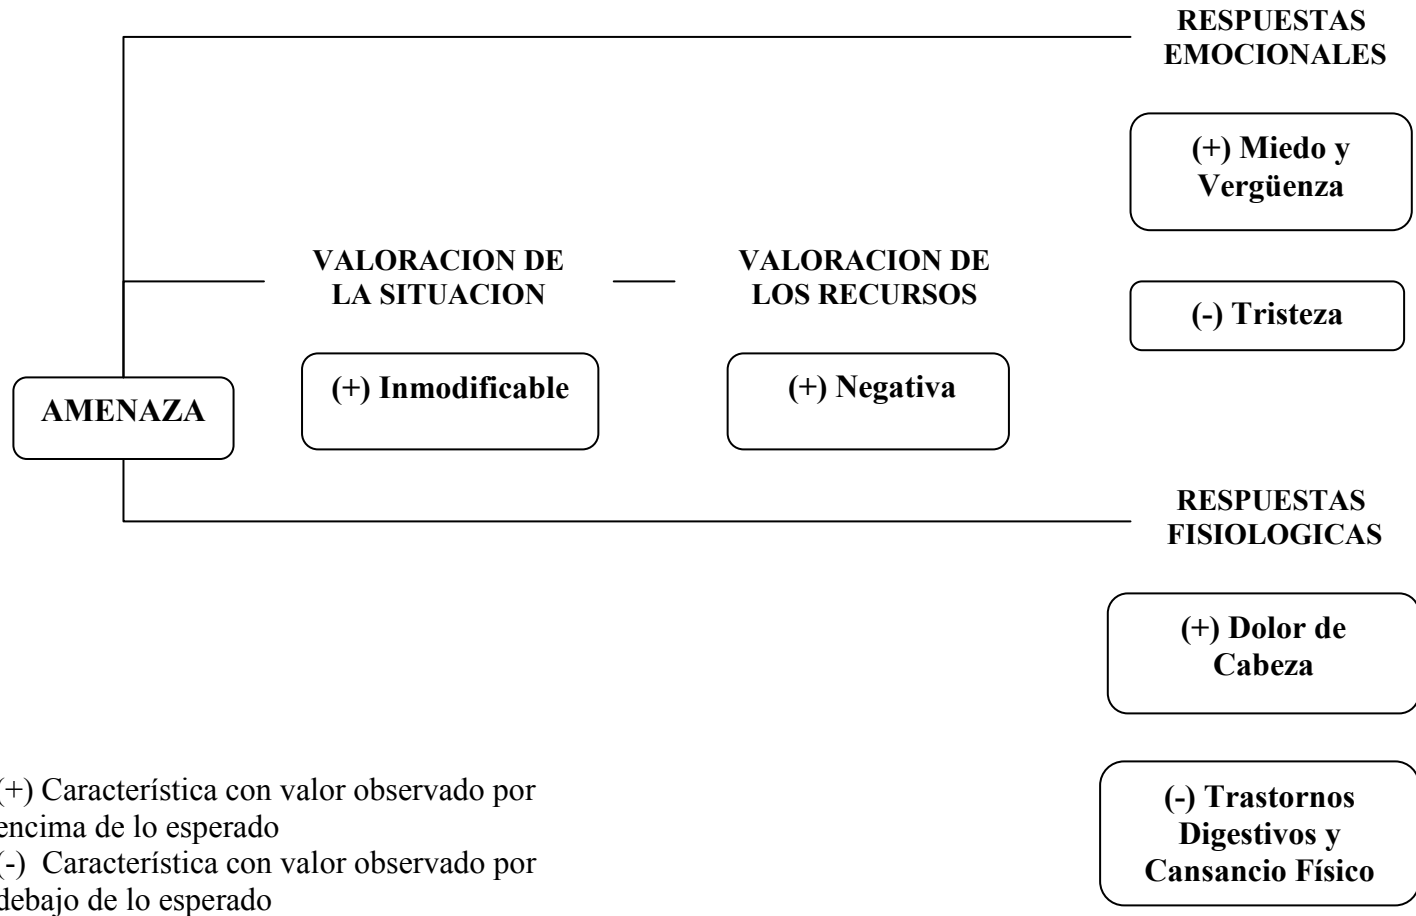 RESPUESTAS
EMOCIONALES
(+) Miedo y
Vergüenza
VALORACION DE
LA SITUACION
VALORACION DE
LOS RECURSOS
(-) Tristeza
AMENAZA
(+) Inmodificable
(+) Negativa
RESPUESTAS
FISIOLOGICAS
(+) Dolor de
Cabeza
(-) Trastornos
Digestivos y
Cansancio Físico
(+) Característica con valor observado por
encima de lo esperado
(-) Característica con valor observado por
debajo de lo esperado